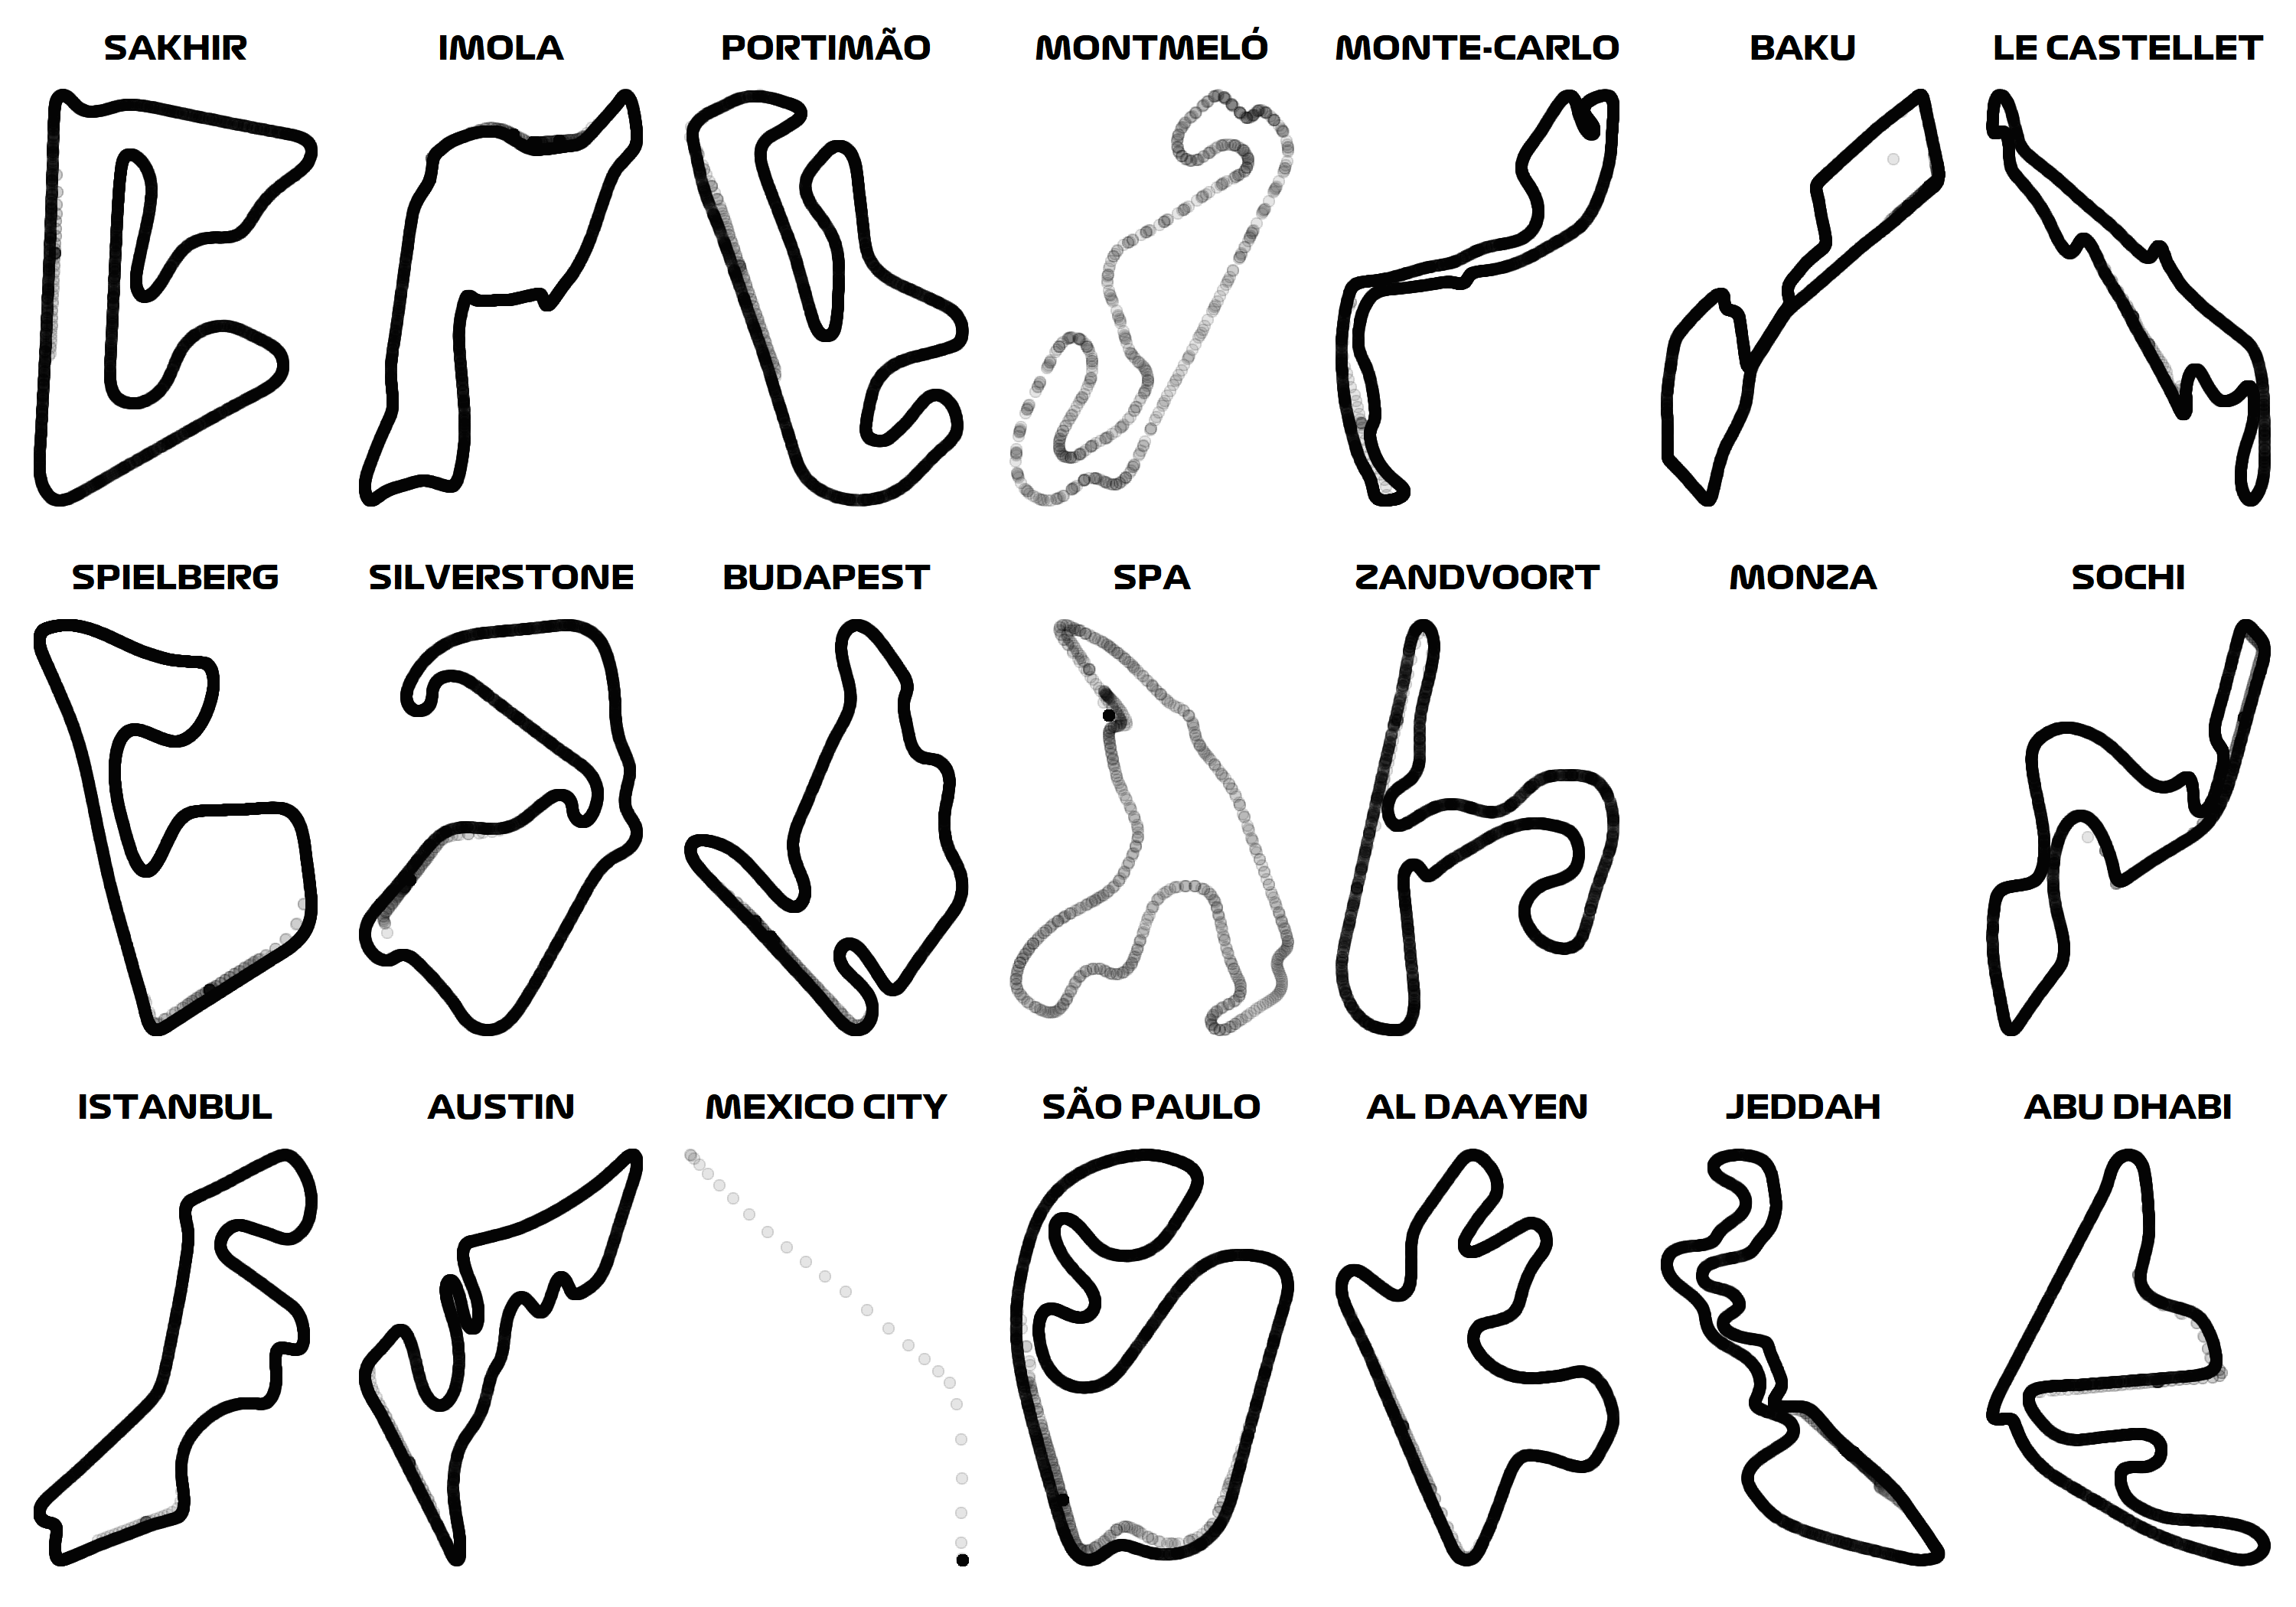 SAKHIR
IMOLA
PORTIMÃO
MONTMELÓ
MONTE-CARLO
BAKU
LE CASTELLET
SPIELBERG
SILVERSTONE
BUDAPEST
SPA
ZANDVOORT
MONZA
SOCHI
ISTANBUL
AUSTIN
MEXICO CITY
SÃO PAULO
AL DAAYEN
JEDDAH
ABU DHABI